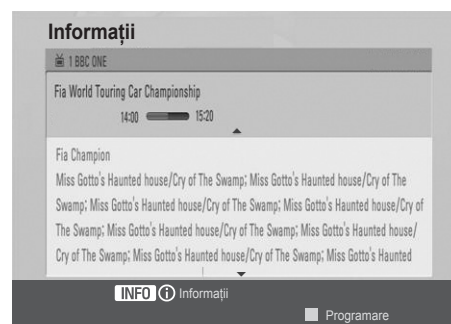 Informații
1 BBC ONE
Fia World Touring Car Championship
14:00 15:20
Fia Champion
Miss Gotto's Haunted house/Cry of The Swamp; Miss Gotto's Haunted house/Cry of The
Swamp; Miss Gotto's Haunted house/Cry of The Swamp; Miss Gotto's Haunted house/Cry of
The Swamp; Miss Gotto's Haunted house/Cry of The Swamp; Miss Gotto's Haunted house/
Cry of The Swamp; Miss Gotto's Haunted house/Cry of The Swamp; Miss Gotto's Haunted
INFO i Informații
Programare